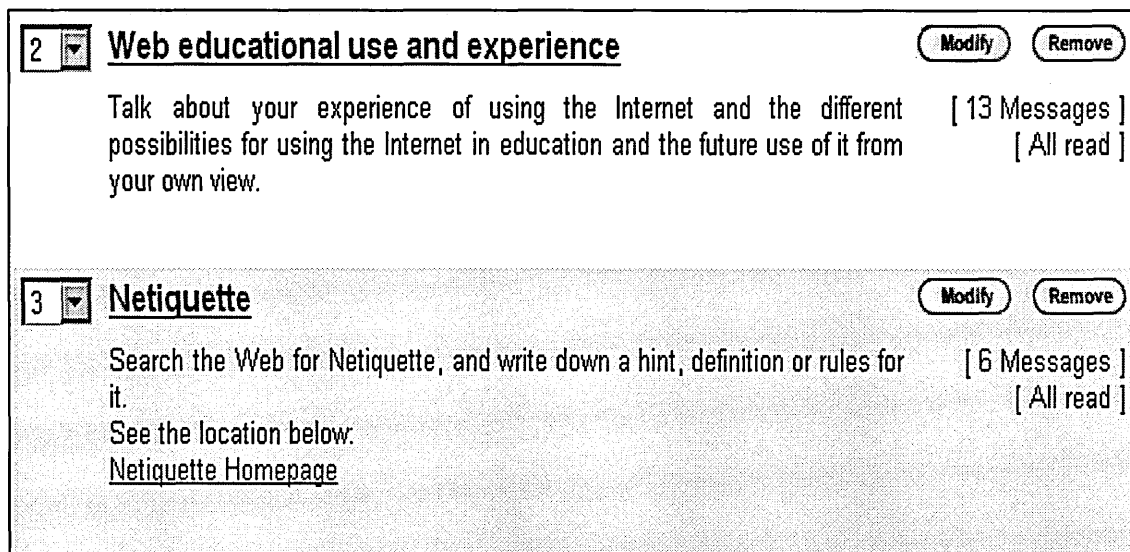 2 Web educational use and experience Modify Remove
Talk about your experience of using the Internet and the different [ 13 Messages ]
possibilities for using the Internet in education and the future use of it from [ All read ]
your own view.
3 Netiquette Modify Remove
Search the Web for Netiquette, and write down a hint, definition or rules for [ 6 Messages ]
it. [ All read ]
See the location below:
Netiquette Homepage